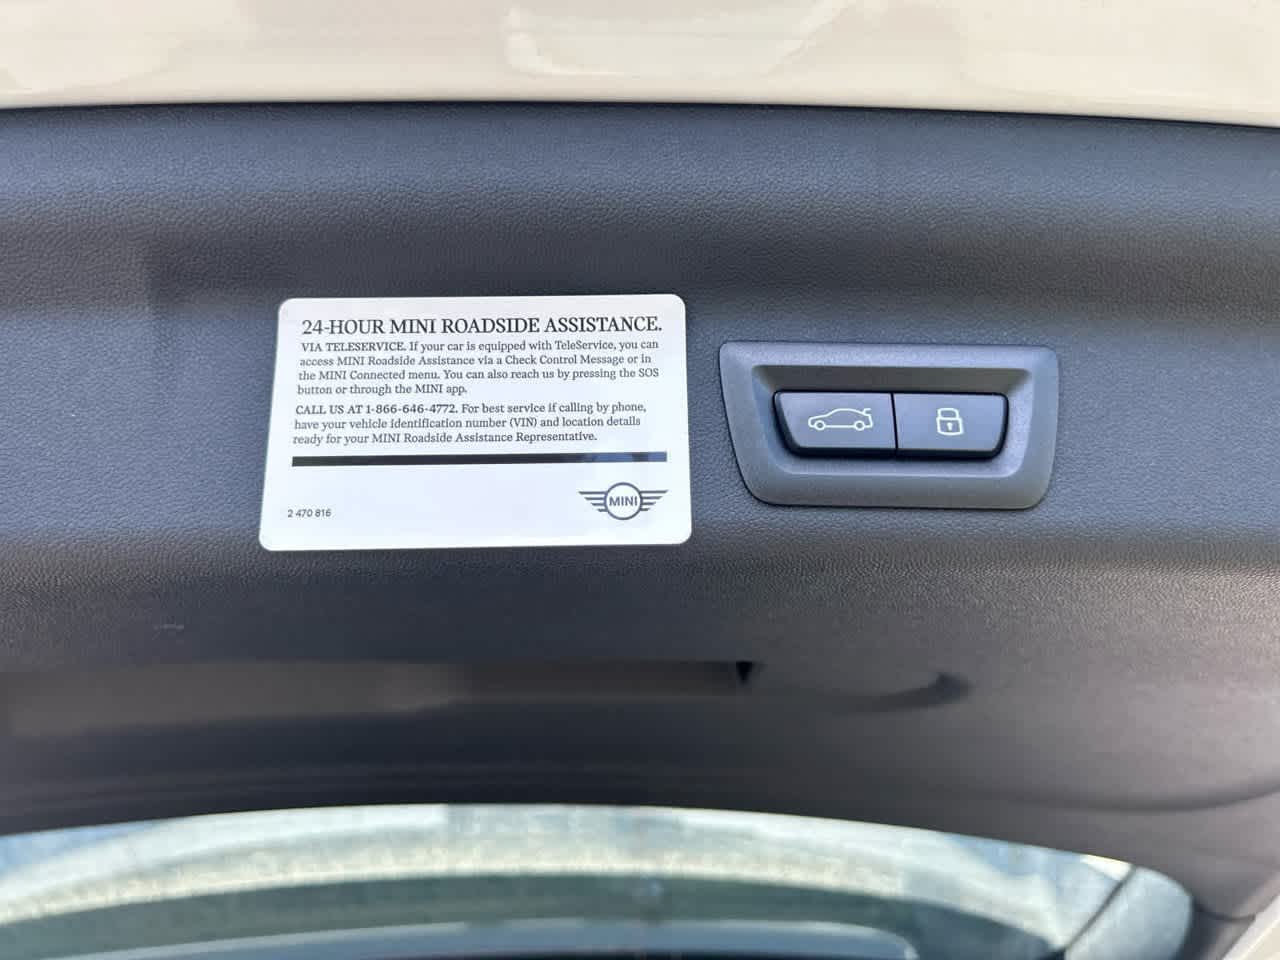 24-HOUR MINI ROADSIDE ASSISTANCE.
VIA TELESERVICE. If your car is equipped with TeleService, you can
access MINI Roadside Assistance via a Check Control Message or in
the MINI Connected menu. You can also reach us by pressing the SOS
button or through the MINI app.
CALL US AT 1-866-646-4772. For best service if calling by phone,
have your vehicle identification number (VIN) and location details
ready for your MINI Roadside Assistance Representative.
MINI
2 470 816